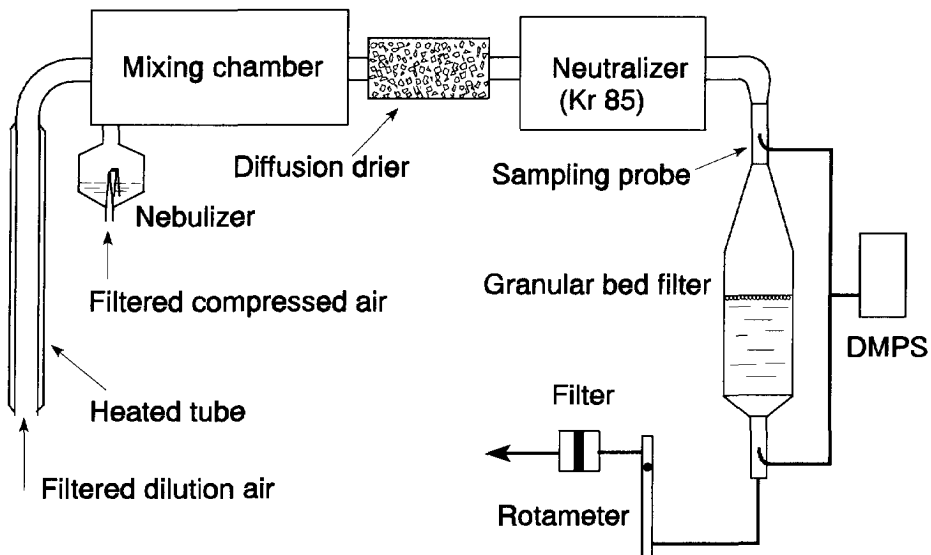 Mixing chamber
Neutralizer
(Kr 85)
Diffusion drier
Sampling probe
Nebulizer
Granular bed filter
Filtered compressed air
DMPS
Heated tube
Filter
Filtered dilution air
Rotameter